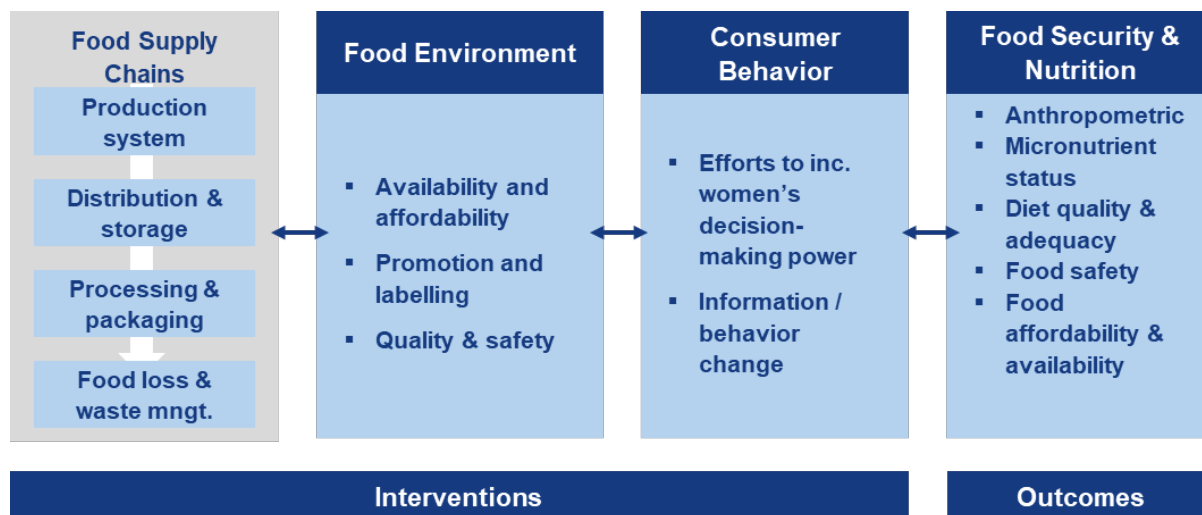 Food Supply
Chains
Production
system
Distribution &
storage
Processing &
packaging
Food loss &
waste mngt.
Food Environment
▪ Availability and
affordability
▪ Promotion and
labelling
▪ Quality & safety
Consumer
Behavior
▪ Efforts to inc.
women’s
decision-
making power
▪ Information /
behavior
change
Food Security &
Nutrition
▪ Anthropometric
▪ Micronutrient
status
▪ Diet quality &
adequacy
▪ Food safety
▪ Food
affordability &
availability
Interventions
Outcomes